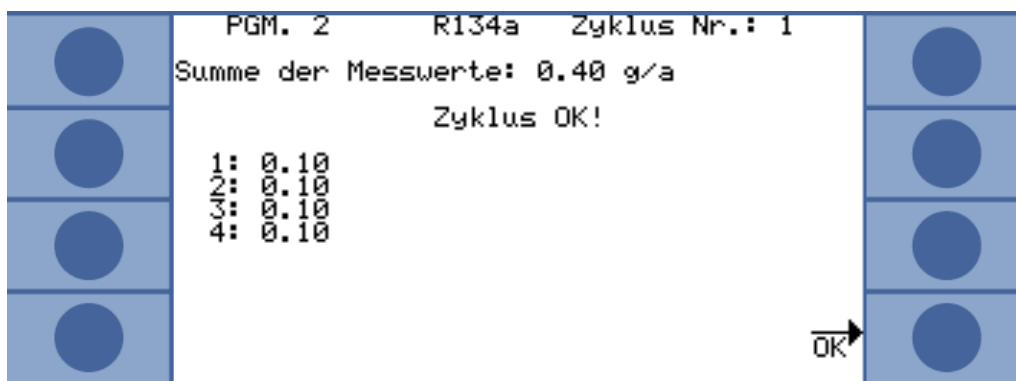 PGM. 2 R134a Zyklus Nr.: 1
Summe der Messwerte: 0.40 g/a
Zyklus OK!
1: 0.10
2: 0.10
3: 0.10
4: 0.10
OK